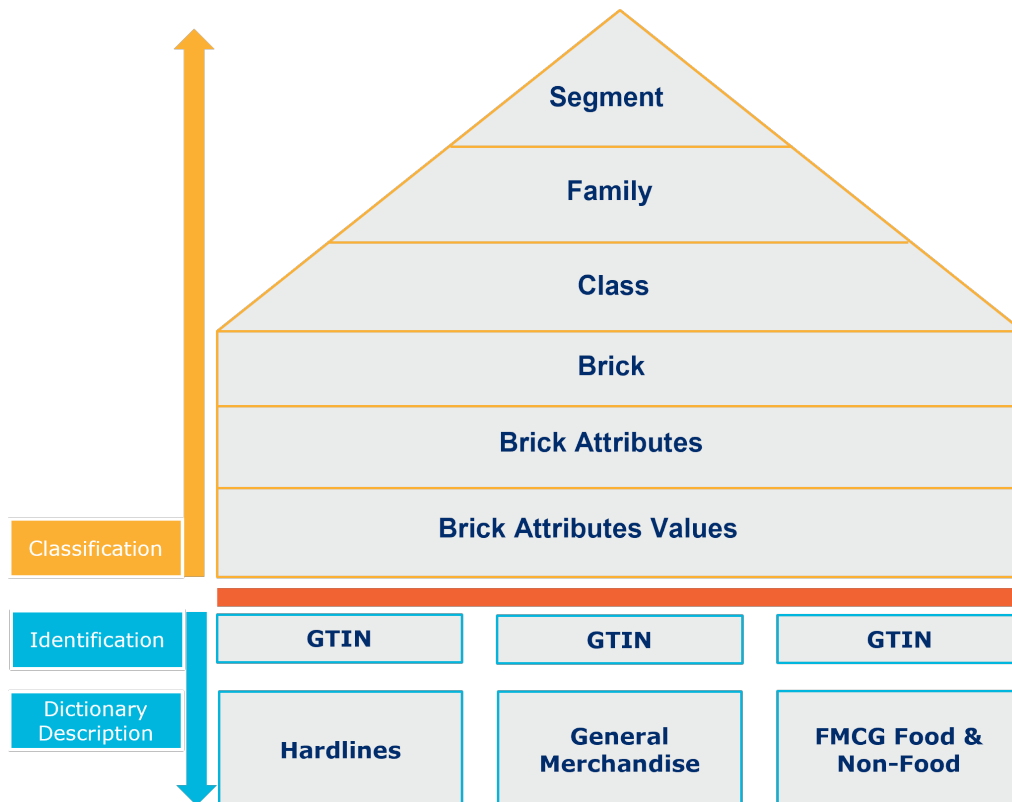 Segment
Family
Class
Brick
Brick Attributes
Brick Attributes Values
Classification
Identification
GTIN
GTIN
GTIN
Dictionary
Description
Hardlines
General
Merchandise
FMCG Food &
Non-Food